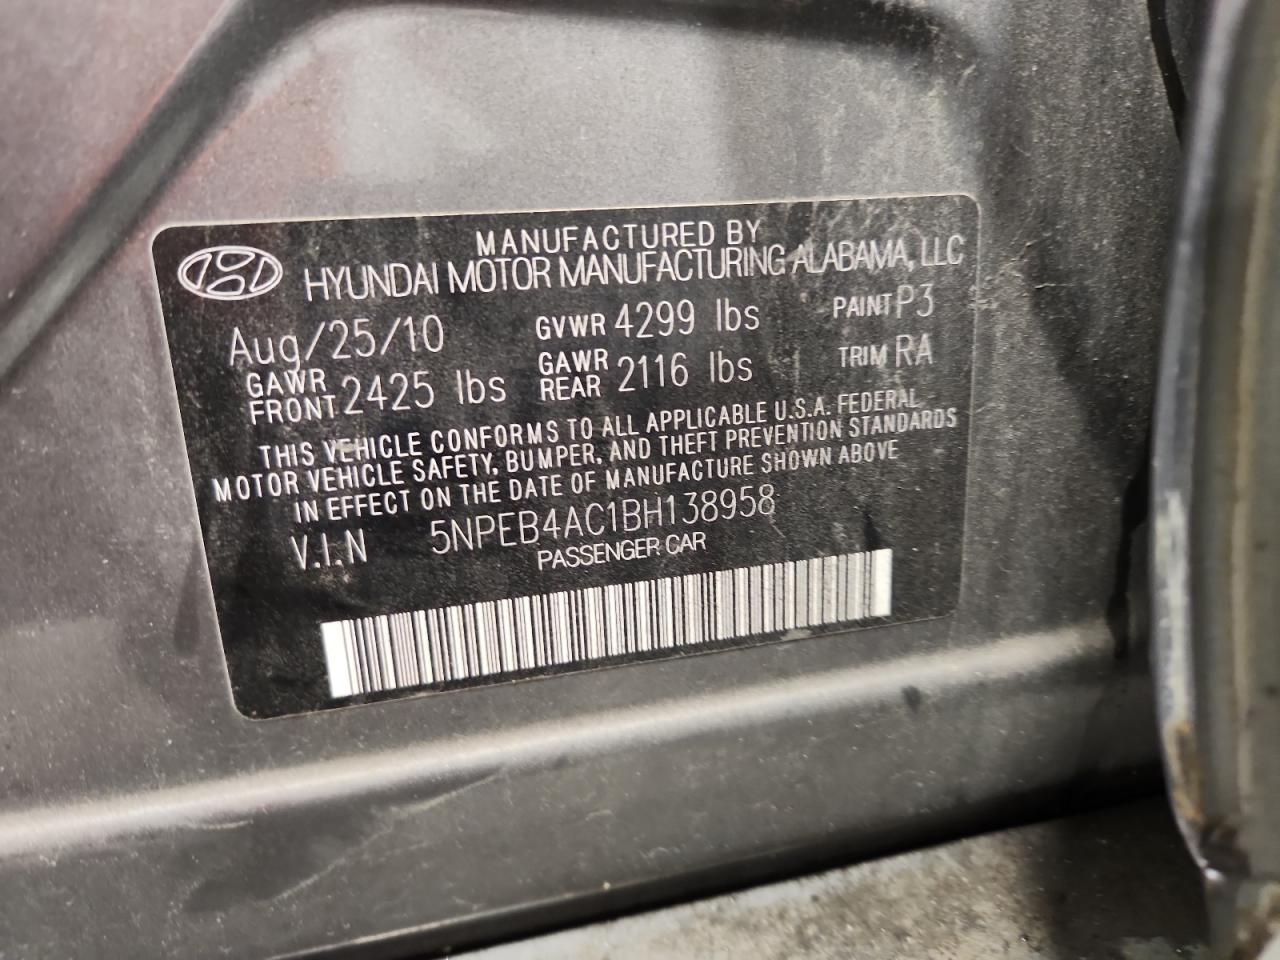 MANUFACTURED BY
HYUNDAI MOTOR MANUFACTURING ALABAMA, LLC
Aug/25/10 GVWR 4299 lbs PAINT P3
GAWR FRONT 2425 lbs GAWR REAR 2116 lbs TRIM RA
THIS VEHICLE CONFORMS TO ALL APPLICABLE U.S.A. FEDERAL
MOTOR VEHICLE SAFETY, BUMPER, AND THEFT PREVENTION STANDARDS
IN EFFECT ON THE DATE OF MANUFACTURE SHOWN ABOVE
V.I.N 5NPEB4AC1BH138958
PASSENGER CAR